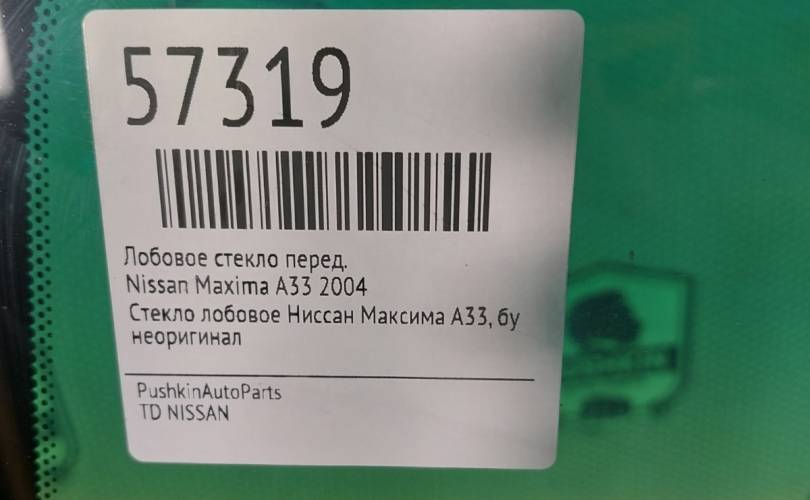 57319
Лобовое стекло перед.
Nissan Maxima A33 2004
Стекло лобовое Ниссан Максима А33, бу
неоригинал
PushkinAutoParts
TD NISSAN